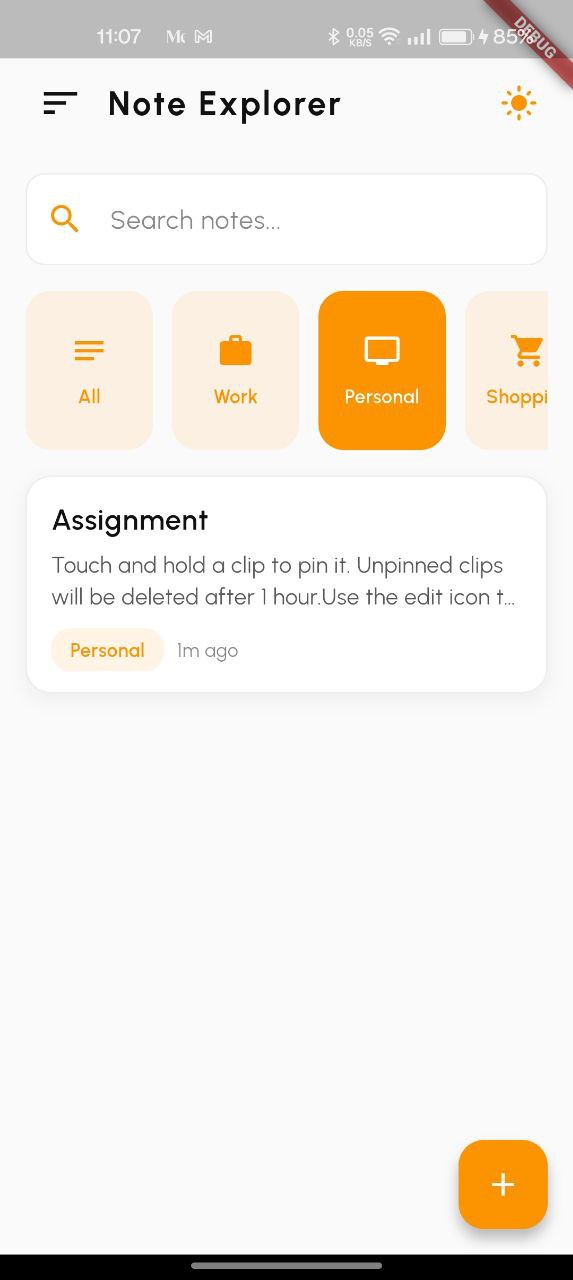 11:07 M 0.05 KB/S 85%
DEBUG
Note Explorer
Search notes...
All Work Personal Shoppi
Assignment
Touch and hold a clip to pin it. Unpinned clips
will be deleted after 1 hour.Use the edit icon t...
Personal 1m ago